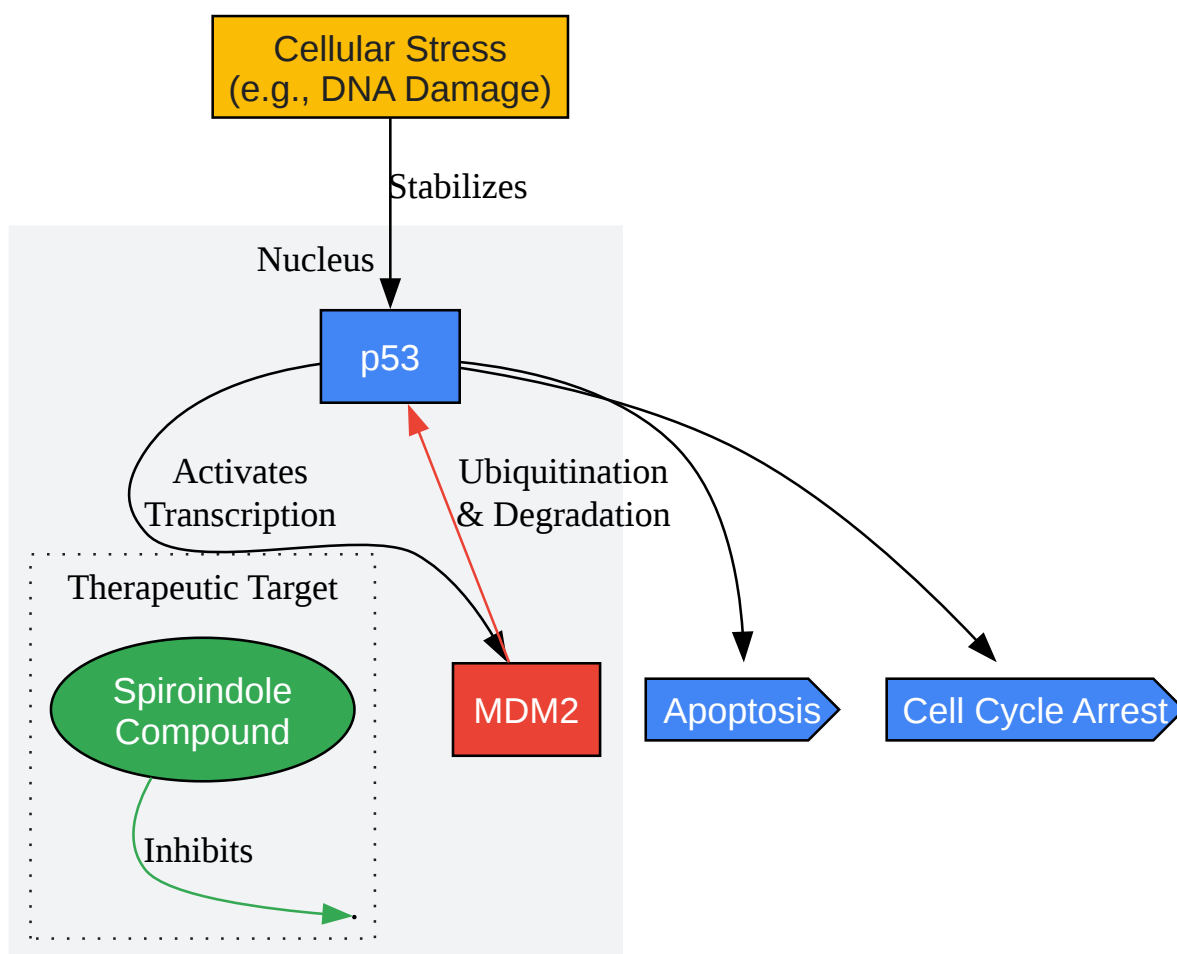 Cellular Stress
(e.g., DNA Damage)
Stabilizes
Nucleus
p53
Activates
Transcription
Ubiquitination
& Degradation
Therapeutic Target
Spiroindole
Compound
MDM2
Apoptosis
Cell Cycle Arrest
Inhibits